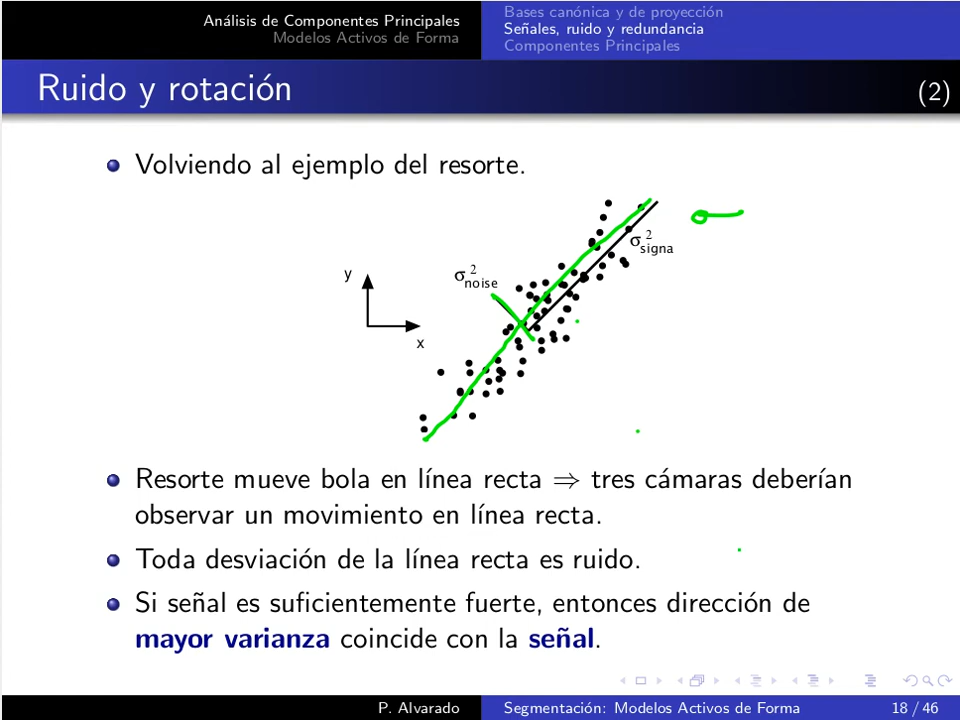 Análisis de Componentes Principales
Modelos Activos de Forma
Bases canónica y de proyección
Señales, ruido y redundancia
Componentes Principales
Ruido y rotación
(2)
Volviendo al ejemplo del resorte.
σ²signa
σ²noise
y
x
Resorte mueve bola en línea recta ⇒ tres cámaras deberían
observar un movimiento en línea recta.
Toda desviación de la línea recta es ruido.
Si señal es suficientemente fuerte, entonces dirección de
mayor varianza coincide con la señal.
P. Alvarado
Segmentación: Modelos Activos de Forma
18 / 46